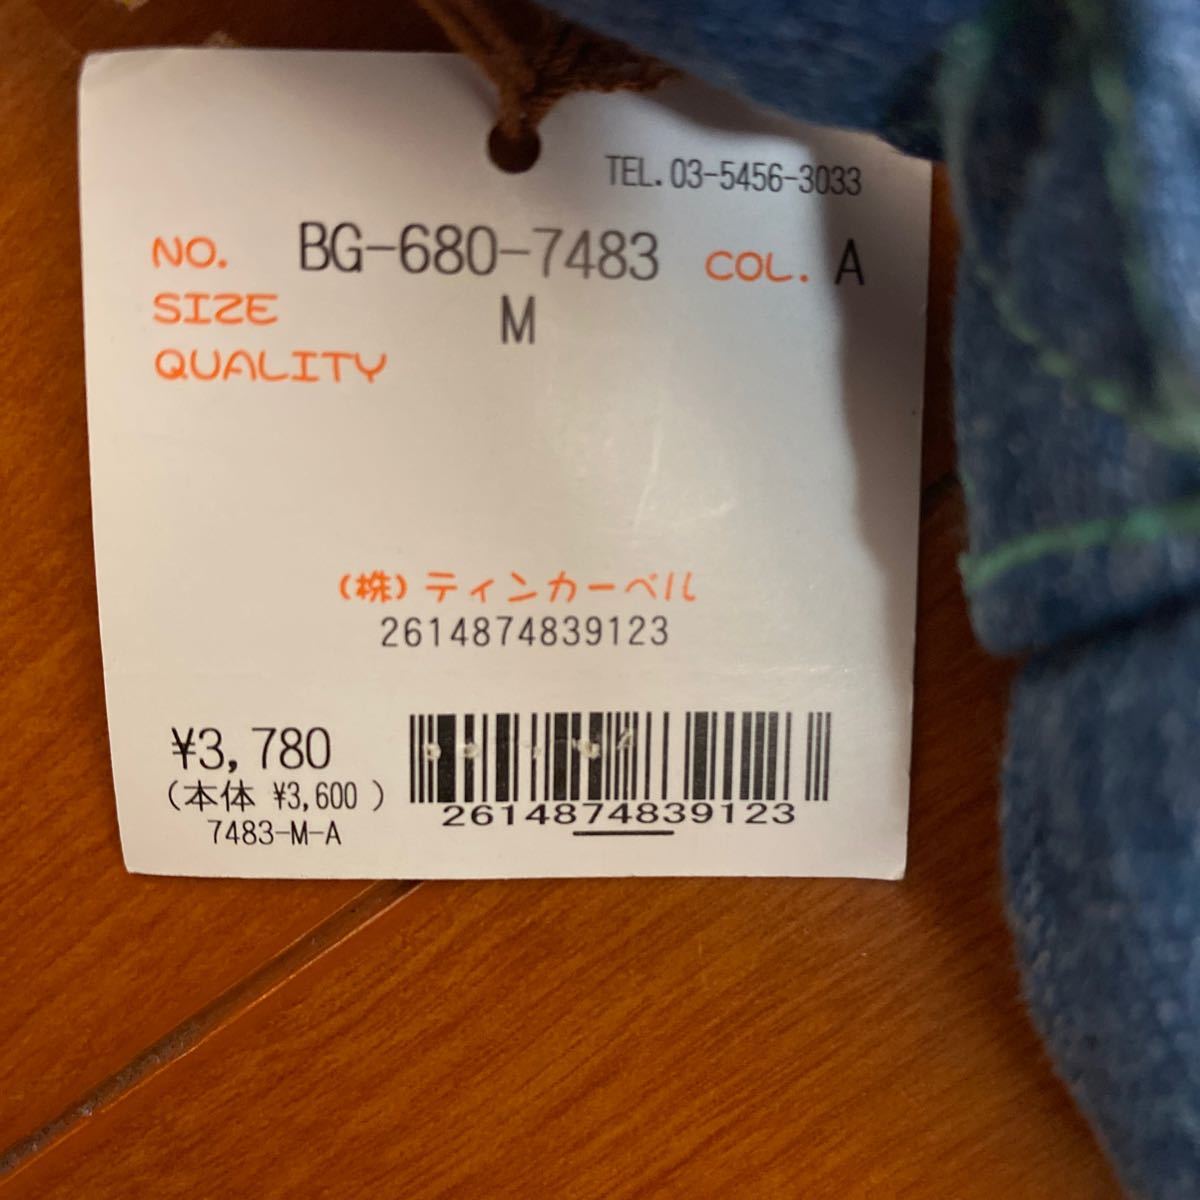 TEL. 03-5456-3033
NO. BG-680-7483 COL. A
SIZE M
QUALITY
(株) ティンカーベル
2614874839123
¥3,780
(本体 ¥3,600 )
7483-M-A
2614874839123